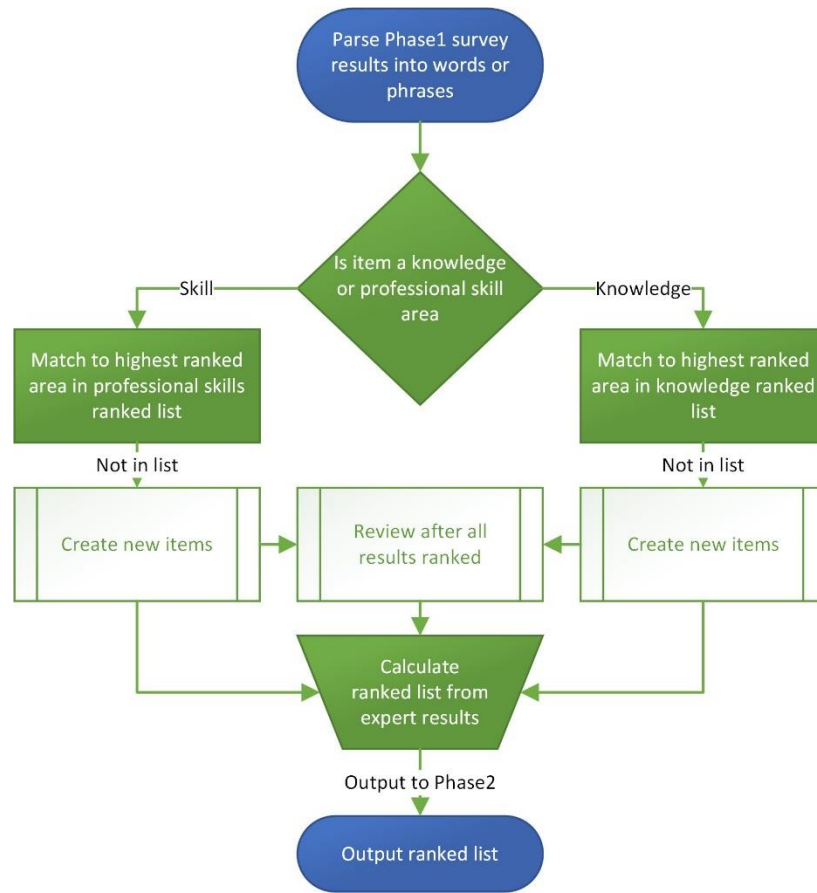 Parse Phase1 survey
results into words or
phrases
Is item a knowledge
or professional skill
area
Skill
Knowledge
Match to highest ranked
area in professional skills
ranked list
Match to highest ranked
area in knowledge ranked
list
Not in list
Not in list
Create new items
Review after all
results ranked
Create new items
Calculate
ranked list from
expert results
Output to Phase2
Output ranked list